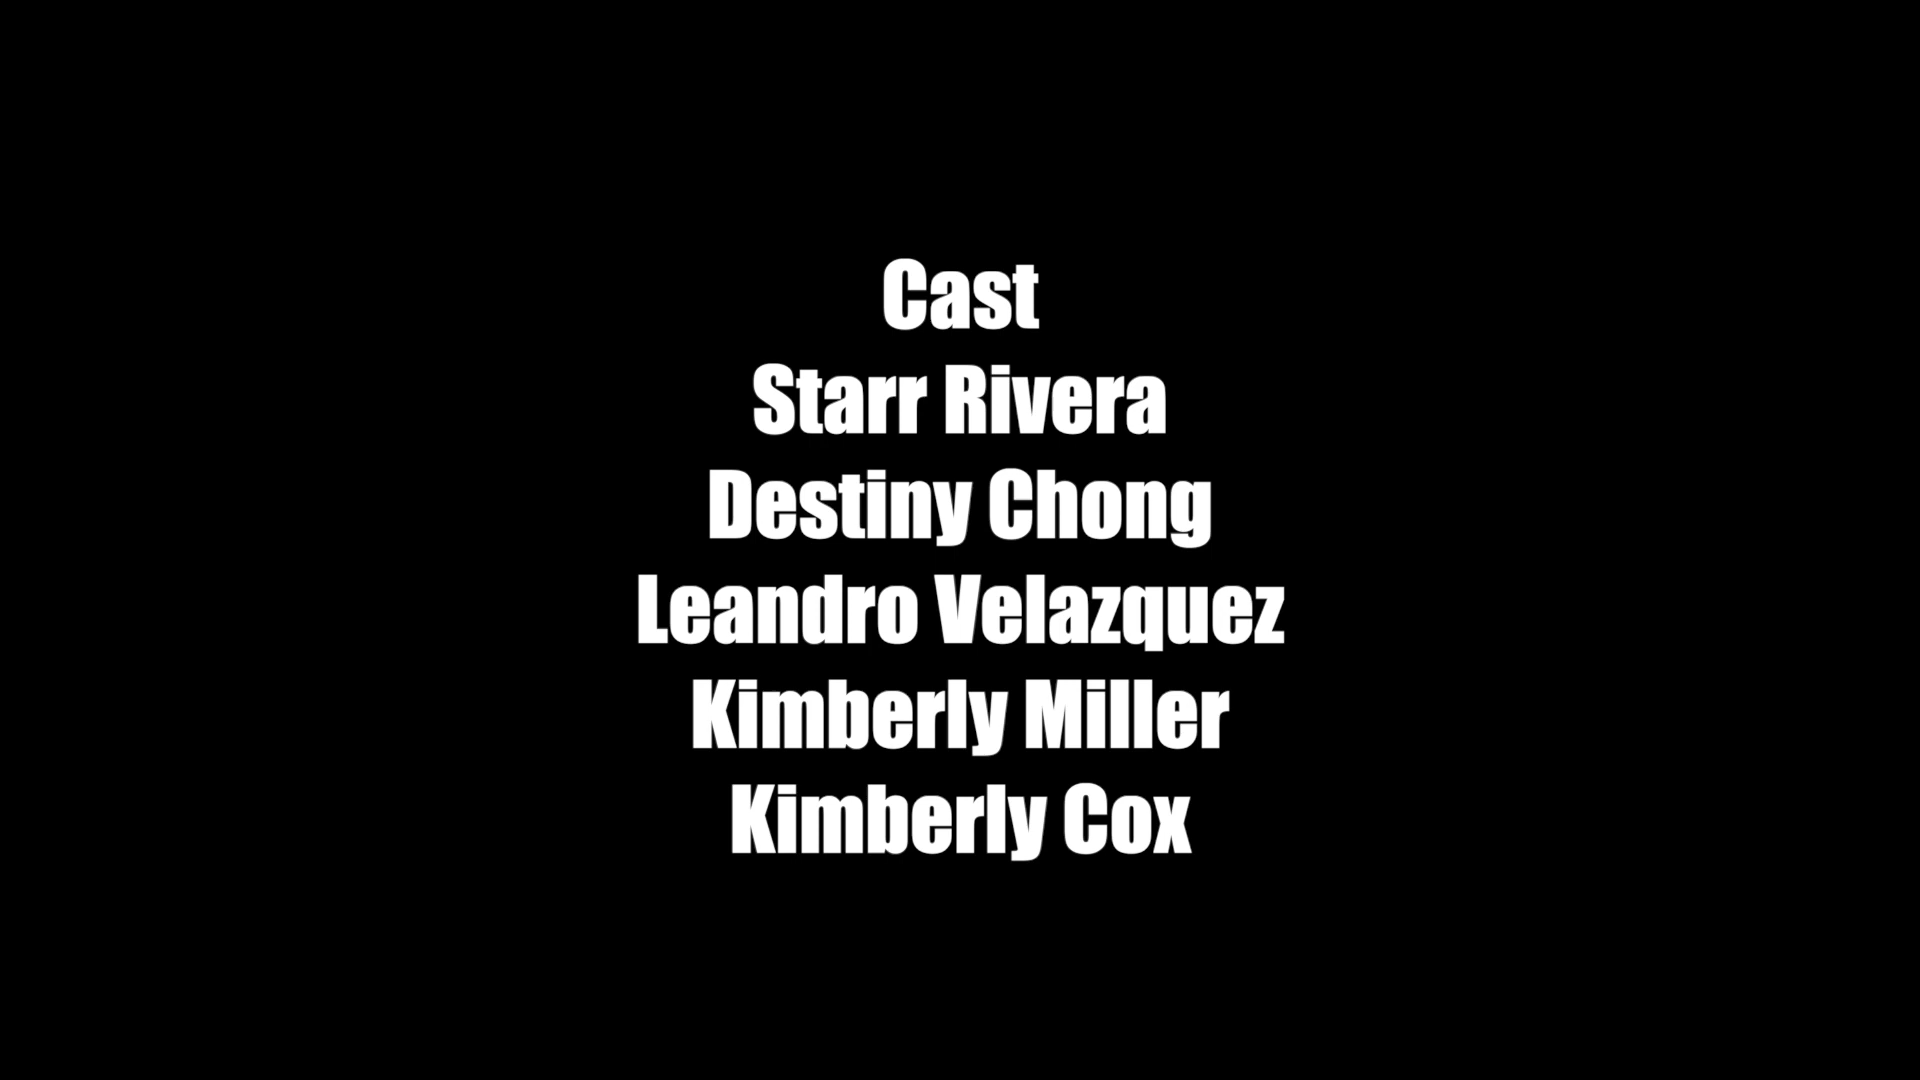 Cast
Starr Rivera
Destiny Chong
Leandro Velazquez
Kimberly Miller
Kimberly Cox